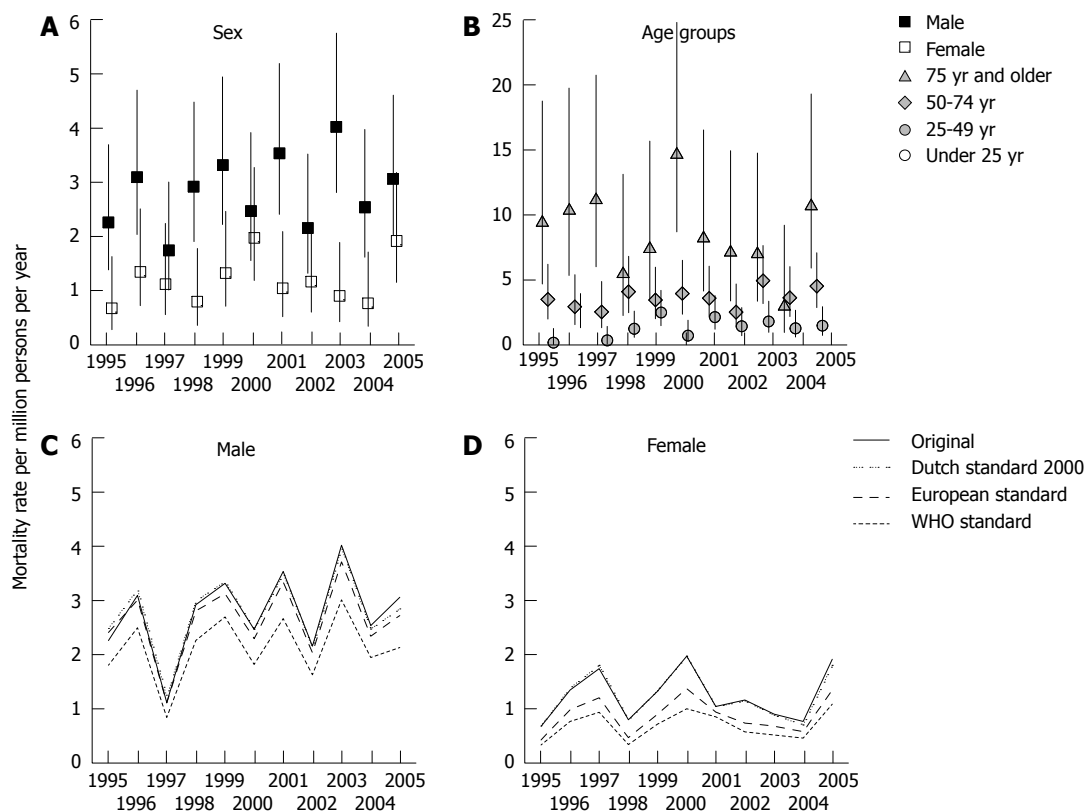 Mortality rate per million persons per year
A
Sex
6
5
4
3
2
1
0
1995 1997 1999 2001 2003 2005
1996 1998 2000 2002 2004
B
Age groups
25
20
15
10
5
0
1995 1997 1999 2001 2003 2005
1996 1998 2000 2002 2004
Male
Female
75 yr and older
50-74 yr
25-49 yr
Under 25 yr
C
Male
6
5
4
3
2
1
0
1995 1997 1999 2001 2003 2005
1996 1998 2000 2002 2004
D
Female
6
5
4
3
2
1
0
1995 1997 1999 2001 2003 2005
1996 1998 2000 2002 2004
Original
Dutch standard 2000
European standard
WHO standard